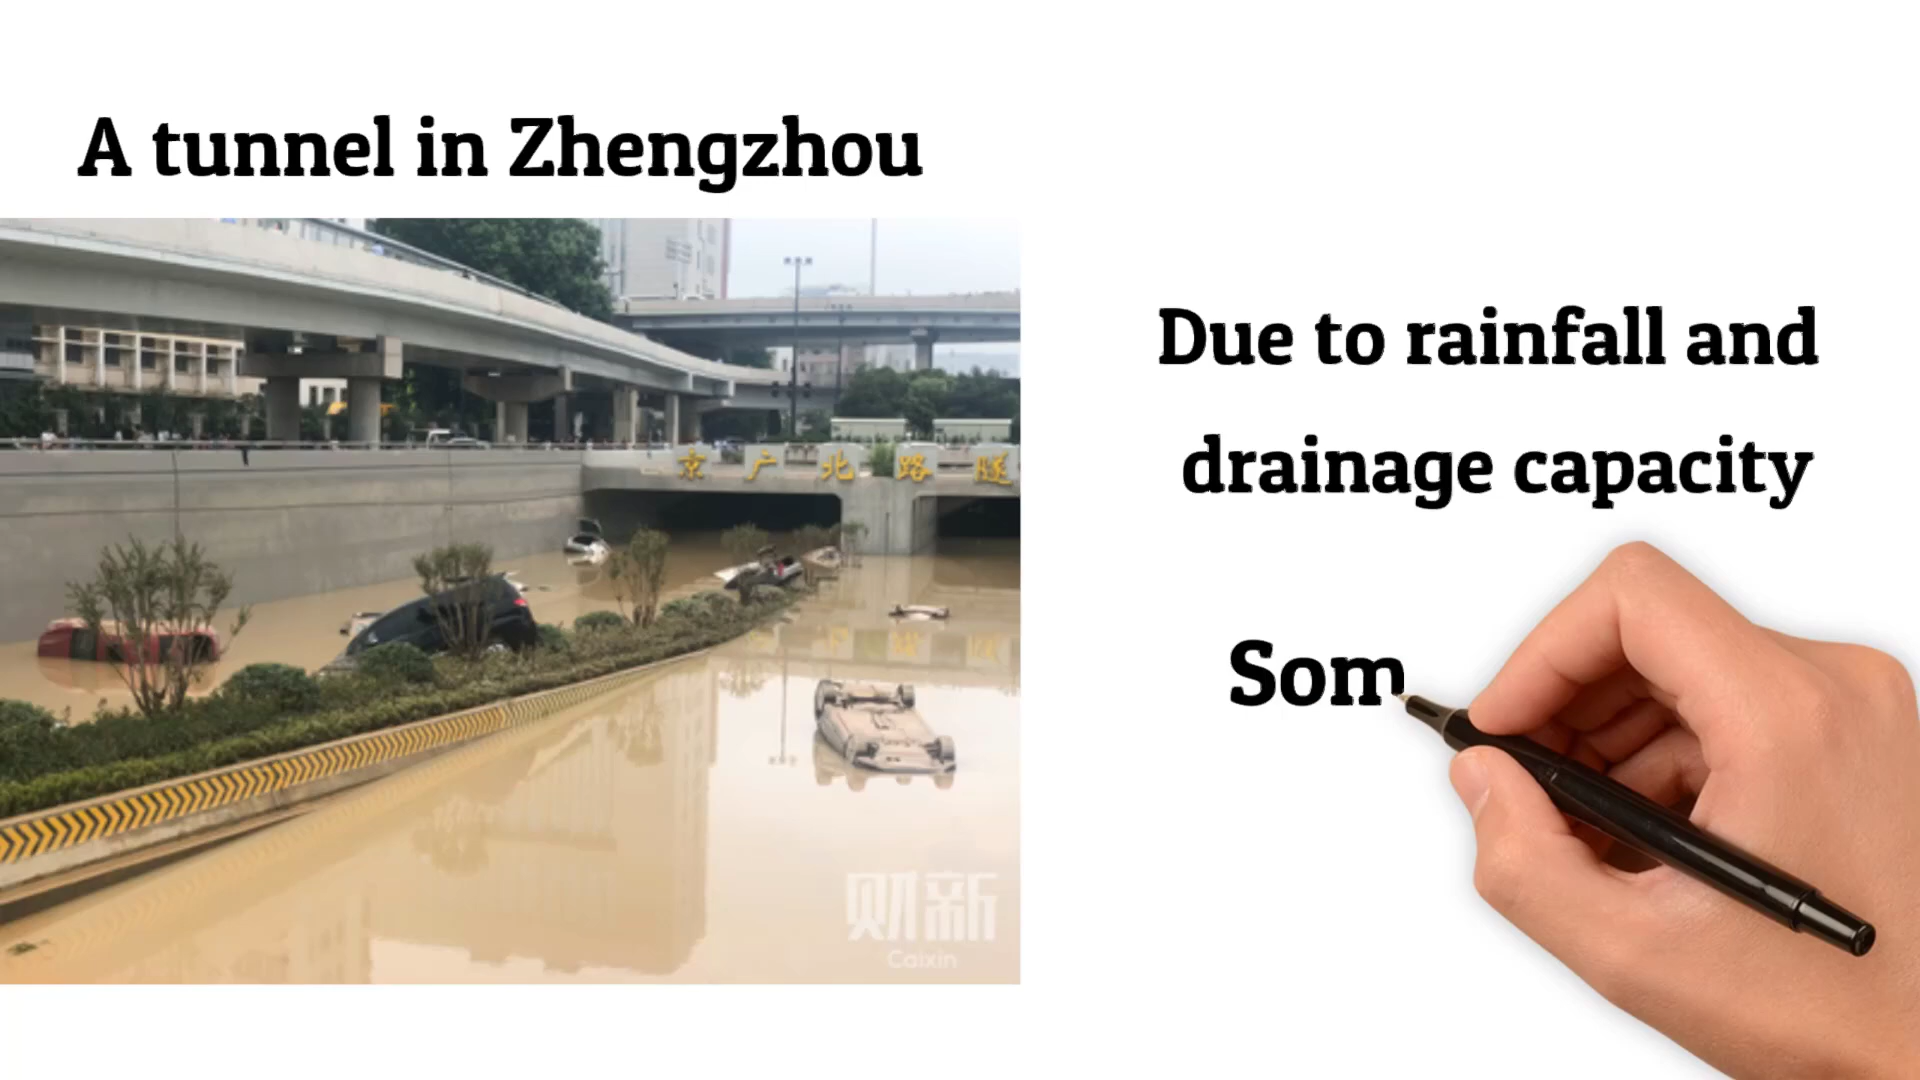 A tunnel in Zhengzhou
京广北路隧
财新
Caixin
Due to rainfall and
drainage capacity
Som